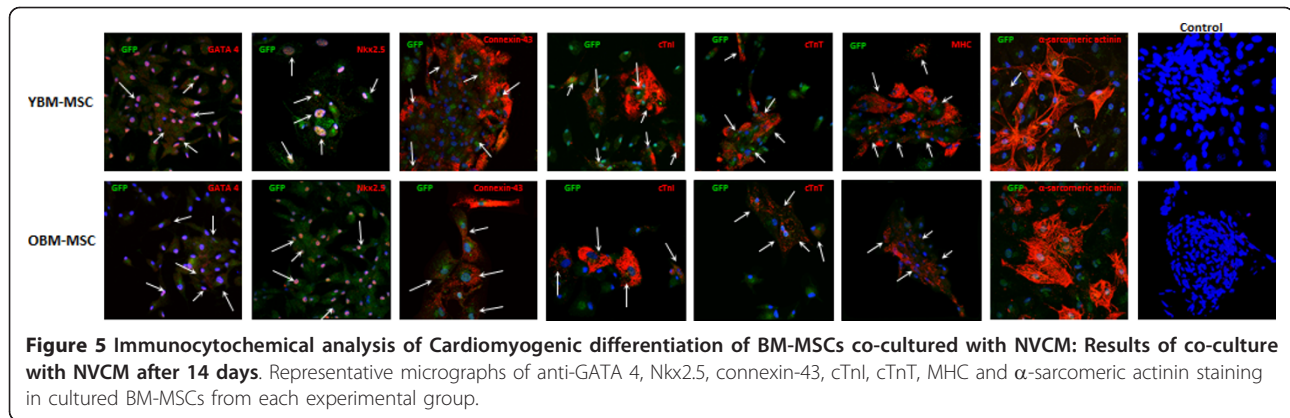 Control
GFP GATA 4 GFP Nkx2.5 GFP Connexin-43 GFP cTnI GFP cTnT GFP MHC GFP α-sarcomeric actinin
YBM-MSC
GFP GATA 4 GFP Nkx2.5 Connexin-43 GFP cTnI GFP cTnT GFP α-sarcomeric actinin
OBM-MSC
Figure 5 Immunocytochemical analysis of Cardiomyogenic differentiation of BM-MSCs co-cultured with NVCM: Results of co-culture
with NVCM after 14 days. Representative micrographs of anti-GATA 4, Nkx2.5, connexin-43, cTnI, cTnT, MHC and α-sarcomeric actinin staining
in cultured BM-MSCs from each experimental group.